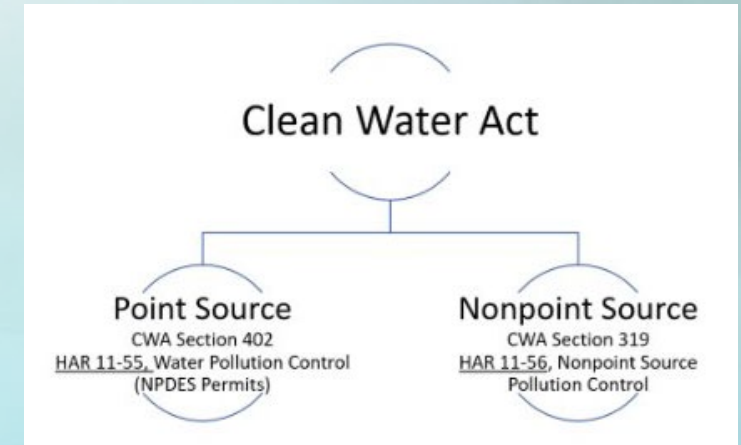 Clean Water Act
Point Source
CWA Section 402
HAR 11-55, Water Pollution Control
(NPDES Permits)
Nonpoint Source
CWA Section 319
HAR 11-56, Nonpoint Source
Pollution Control